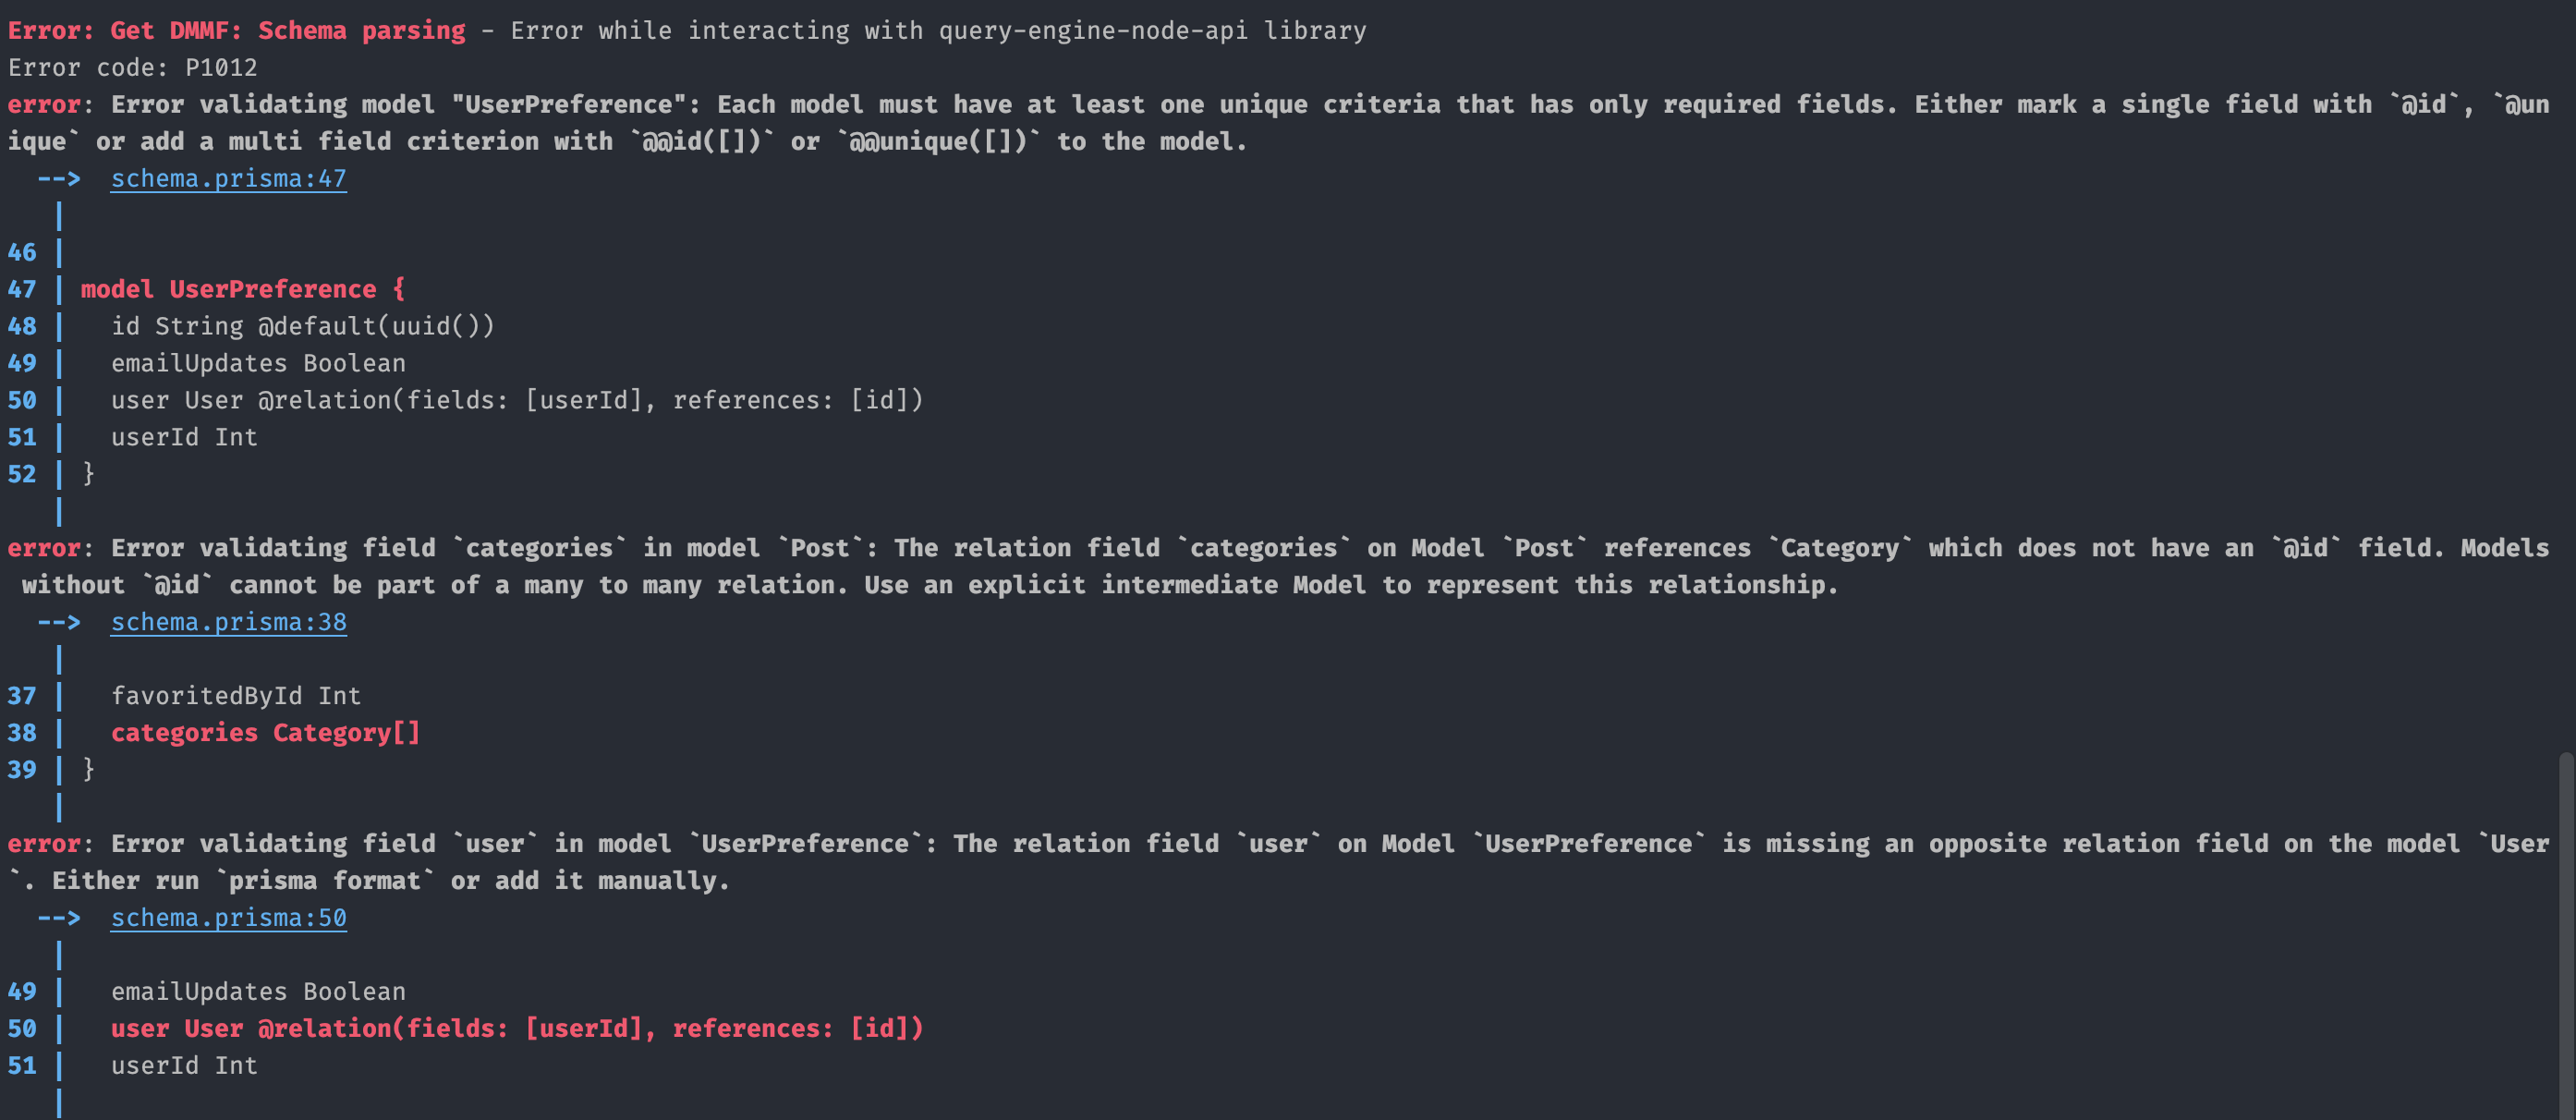 Error: Get DMMF: Schema parsing - Error while interacting with query-engine-node-api library
Error code: P1012
error: Error validating model "UserPreference": Each model must have at least one unique criteria that has only required fields. Either mark a single field with `@id`, `@un
ique` or add a multi field criterion with `@@id([])` or `@@unique([])` to the model.
  -->  schema.prisma:47
   |
46 |
47 | model UserPreference {
48 |   id String @default(uuid())
49 |   emailUpdates Boolean
50 |   user User @relation(fields: [userId], references: [id])
51 |   userId Int
52 | }
   |
error: Error validating field `categories` in model `Post`: The relation field `categories` on Model `Post` references `Category` which does not have an `@id` field. Models
 without `@id` cannot be part of a many to many relation. Use an explicit intermediate Model to represent this relationship.
  -->  schema.prisma:38
   |
37 |   favoritedById Int
38 |   categories Category[]
39 | }
   |
error: Error validating field `user` in model `UserPreference`: The relation field `user` on Model `UserPreference` is missing an opposite relation field on the model `User
`. Either run `prisma format` or add it manually.
  -->  schema.prisma:50
   |
49 |   emailUpdates Boolean
50 |   user User @relation(fields: [userId], references: [id])
51 |   userId Int
   |